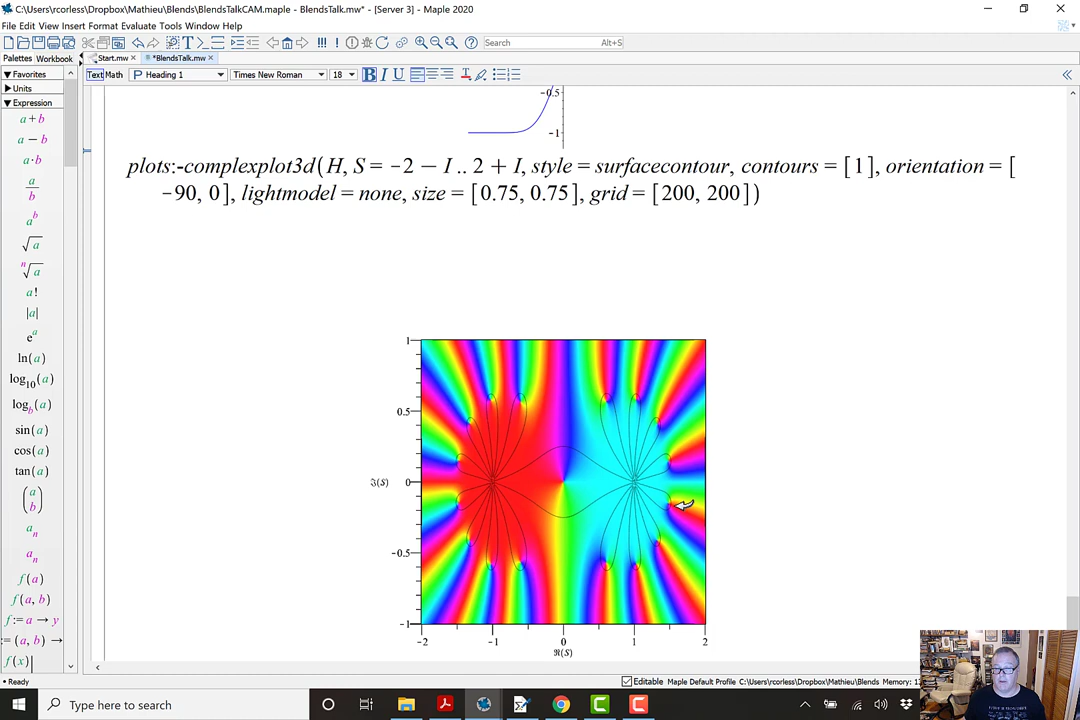 C:\Users\rcorless\Dropbox\Mathieu\Blends\BlendsTalkCAM.maple - BlendsTalk.mw* - [Server 3] - Maple 2020
File Edit View Insert Format Evaluate Tools Window Help
Search Alt+S
Palettes Workbook Start.mw *BlendsTalk.mw
Text Math P Heading 1 Times New Roman 18 B I U
Favorites
Units
Expression
a + b
a − b
a·b
a
b
a^b
√a
ⁿ√a
a!
|a|
e^a
ln(a)
log₁₀(a)
log_b(a)
sin(a)
cos(a)
tan(a)
(a
b)
a_n
a_n
f(a)
f(a, b)
f := a → y
:= (a, b) →
f(x)|
−0.5
−1
plots:-complexplot3d(H, S = −2 − I .. 2 + I, style = surfacecontour, contours = [1], orientation = [
−90, 0], lightmodel = none, size = [0.75, 0.75], grid = [200, 200])
1
0.5
ℑ(S) 0
−0.5
−1
−2 −1 0 1 2
ℜ(S)
Ready
Editable Maple Default Profile C:\Users\rcorless\Dropbox\Mathieu\Blends Memory: 1
Type here to search